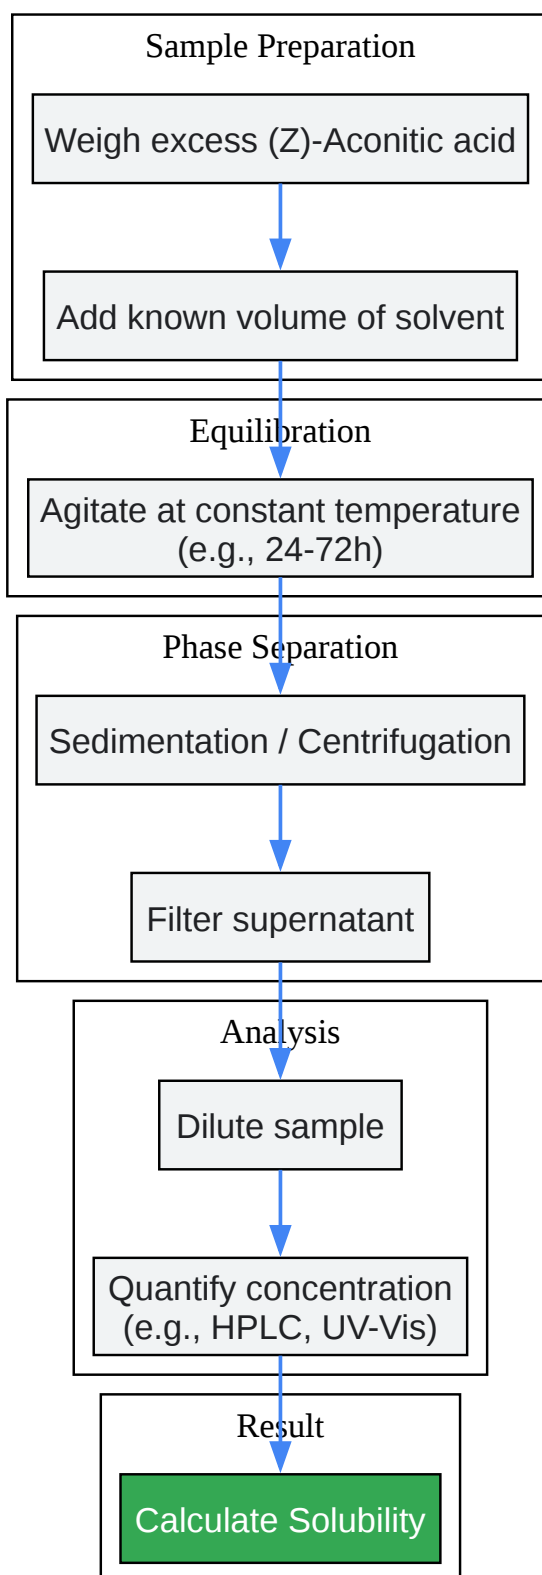 Sample Preparation
Weigh excess (Z)-Aconitic acid
Add known volume of solvent
Equilibration
Agitate at constant temperature
(e.g., 24-72h)
Phase Separation
Sedimentation / Centrifugation
Filter supernatant
Analysis
Dilute sample
Quantify concentration
(e.g., HPLC, UV-Vis)
Result
Calculate Solubility